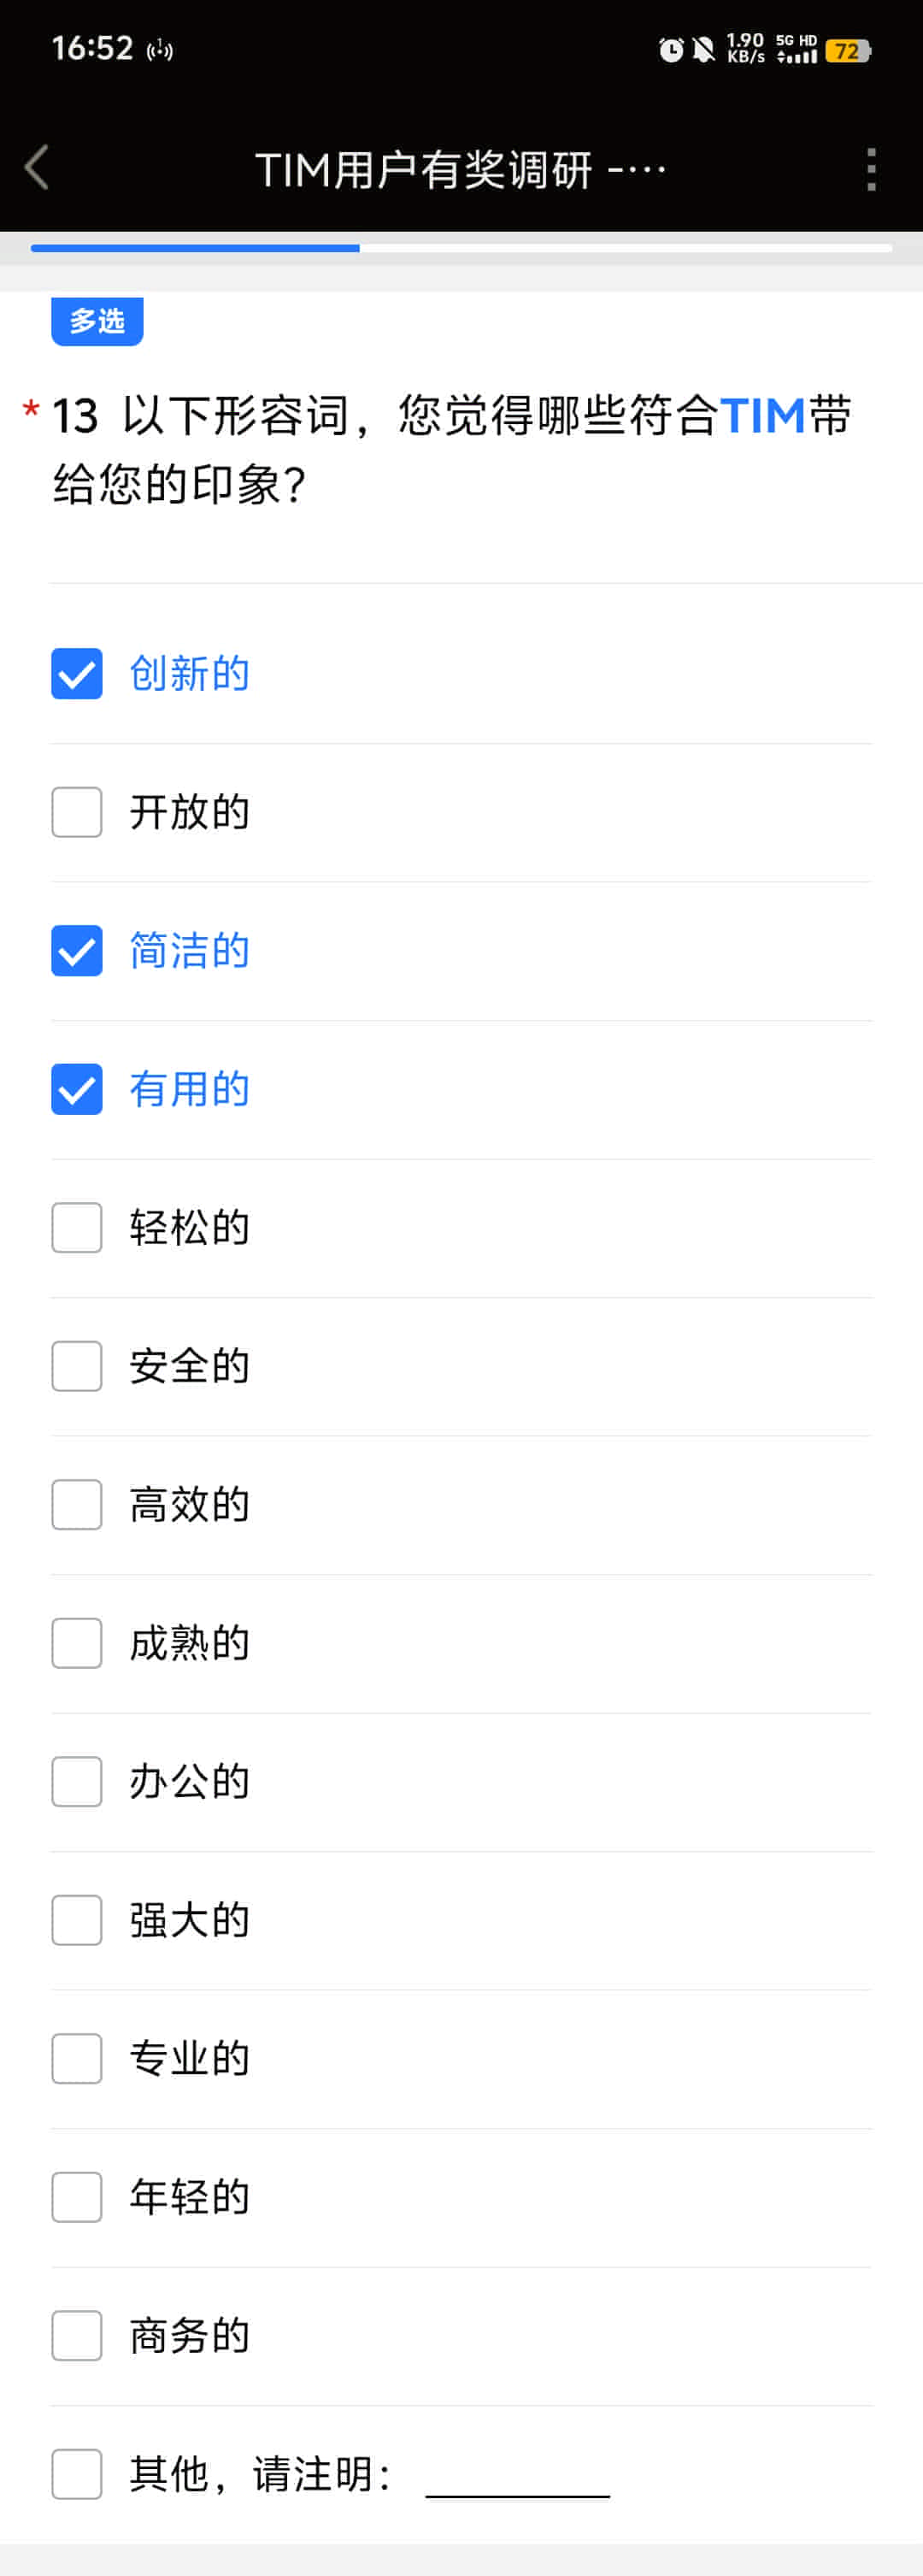 16:52
1.90 KB/s 5G HD 72
TIM用户有奖调研 -···
多选
* 13 以下形容词，您觉得哪些符合TIM带
给您的印象？
创新的
开放的
简洁的
有用的
轻松的
安全的
高效的
成熟的
办公的
强大的
专业的
年轻的
商务的
其他，请注明：